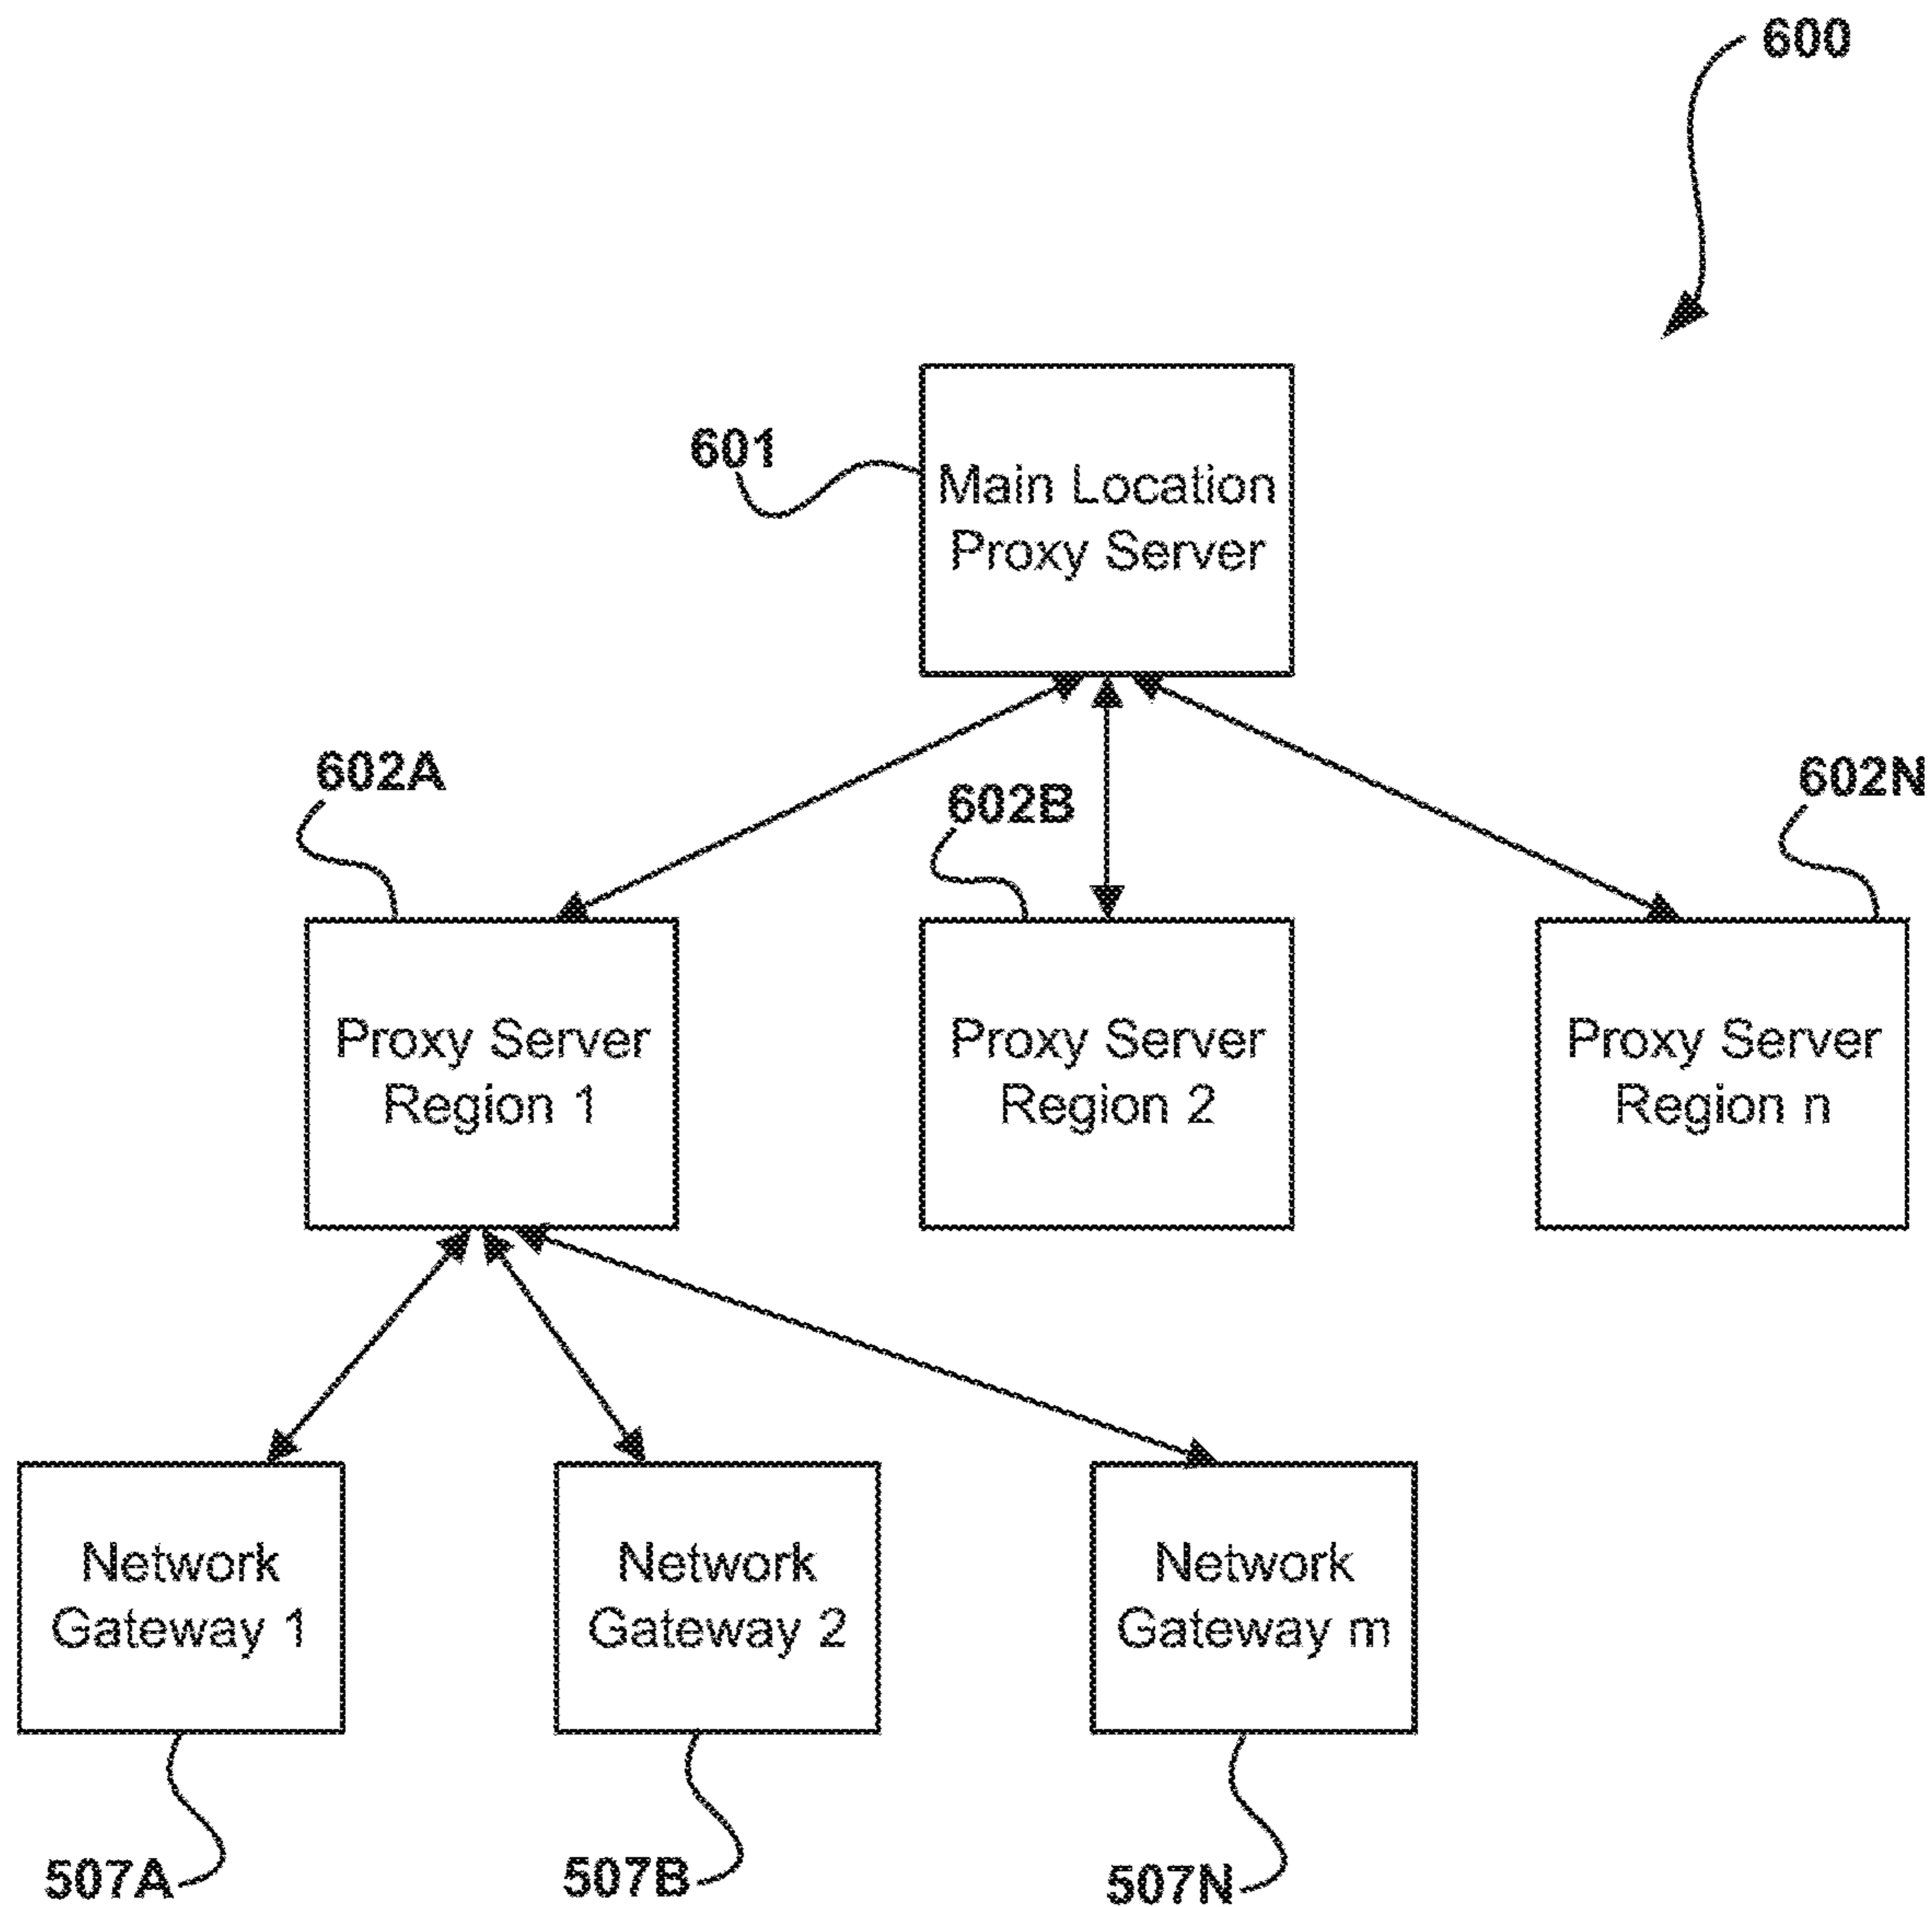 600
601
Main Location
Proxy Server
602A
602B
602N
Proxy Server
Region 1
Proxy Server
Region 2
Proxy Server
Region n
Network
Gateway 1
Network
Gateway 2
Network
Gateway m
507A
507B
507N